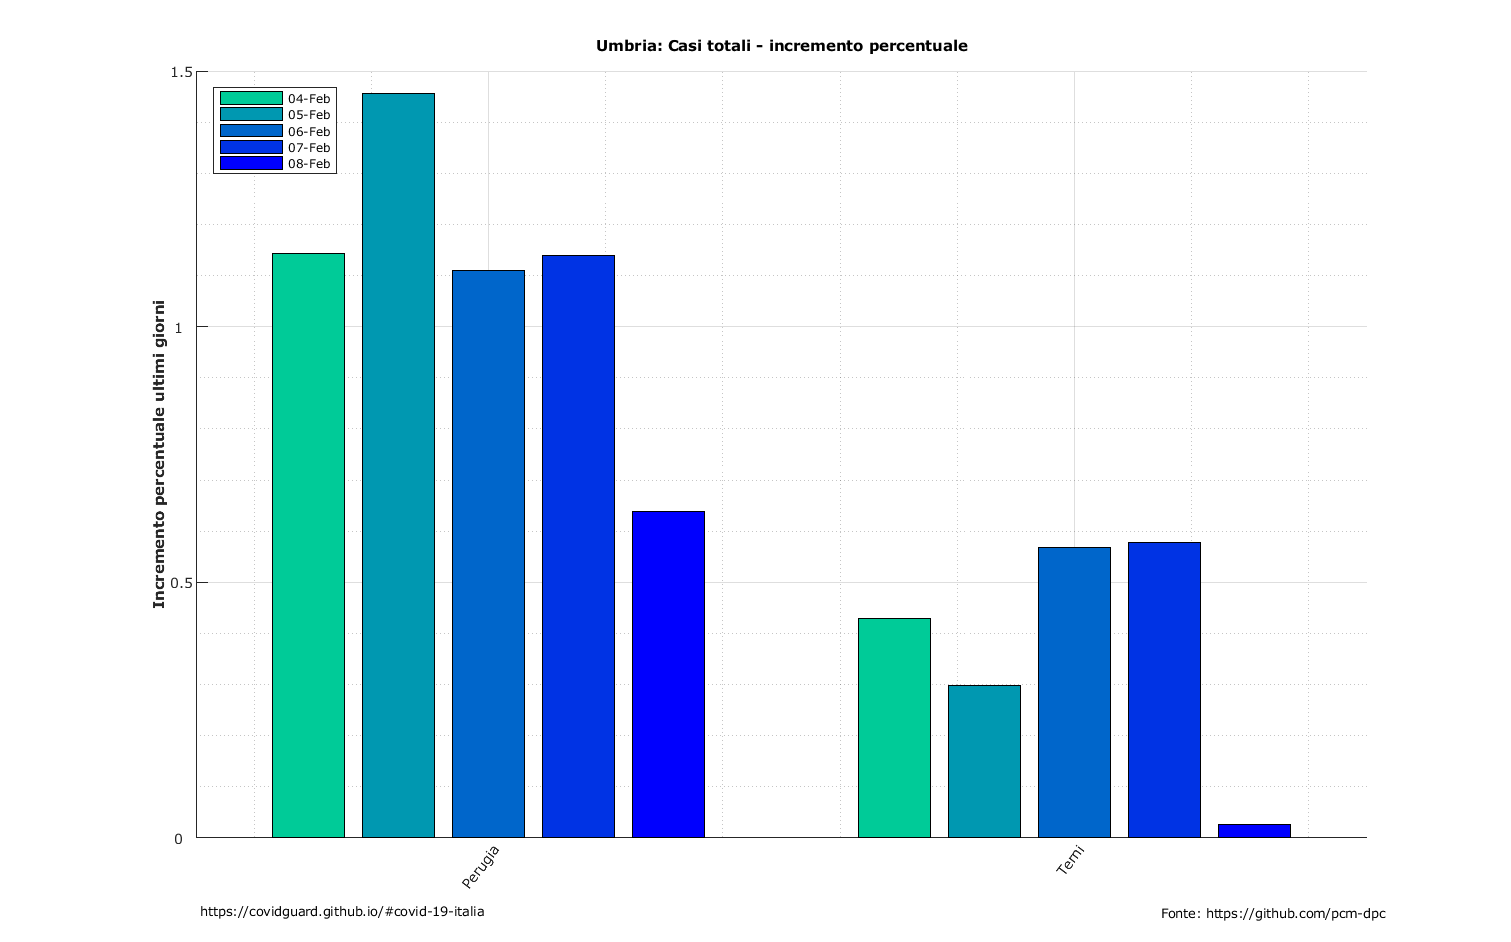 Umbria: Casi totali - incremento percentuale
1.5
04-Feb
05-Feb
06-Feb
07-Feb
08-Feb
Incremento percentuale ultimi giorni
1
0.5
0
Perugia
Terni
https://covidguard.github.io/#covid-19-italia
Fonte: https://github.com/pcm-dpc